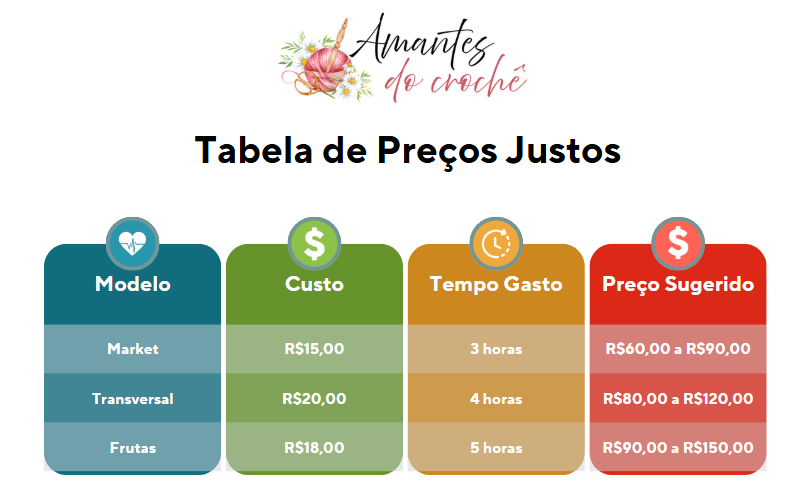 Amantes
do crochê
Tabela de Preços Justos
Modelo Custo Tempo Gasto Preço Sugerido
Market R$15,00 3 horas R$60,00 a R$90,00
Transversal R$20,00 4 horas R$80,00 a R$120,00
Frutas R$18,00 5 horas R$90,00 a R$150,00